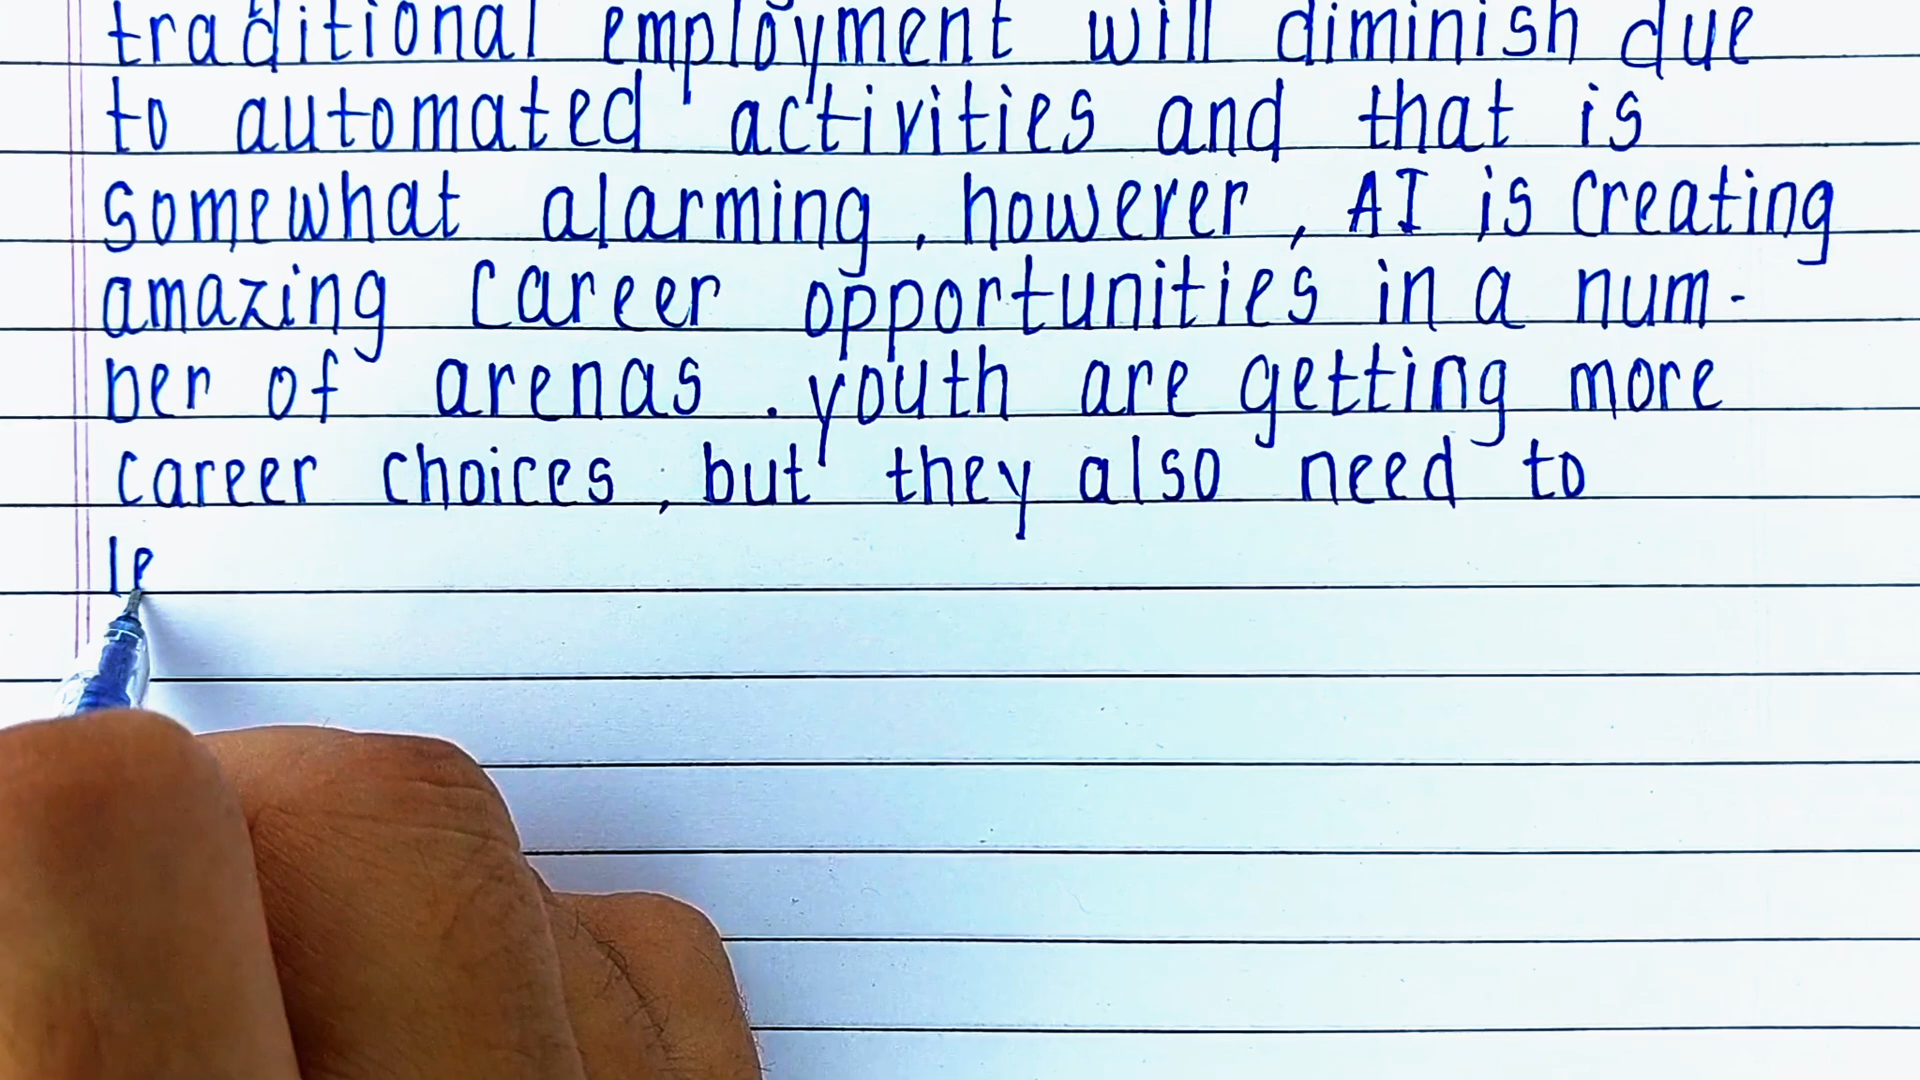 traditional employment will diminish due
to automated activities and that is
somewhat alarming, however, AI is creating
amazing career opportunities in a num-
ber of arenas. youth are getting more
career choices, but they also need to
le